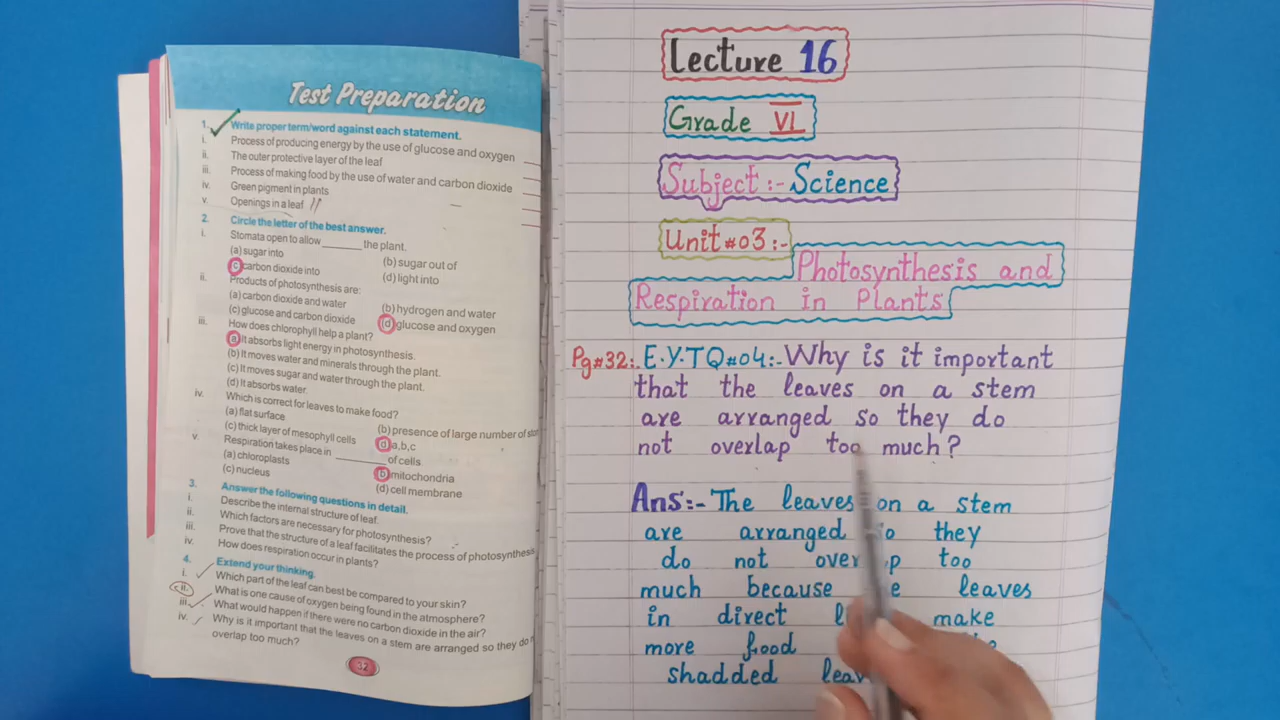 Test Preparation
1. Write proper term/word against each statement.
i. Process of producing energy by the use of glucose and oxygen
ii. The outer protective layer of the leaf
iii. Process of making food by the use of water and carbon dioxide
iv. Green pigment in plants
v. Openings in a leaf
2. Circle the letter of the best answer.
i. Stomata open to allow ______ the plant.
(a) sugar into (b) sugar out of
(c) carbon dioxide into (d) light into
ii. Products of photosynthesis are:
(a) carbon dioxide and water (b) hydrogen and water
(c) glucose and carbon dioxide (d) glucose and oxygen
iii. How does chlorophyll help a plant?
(a) It absorbs light energy in photosynthesis.
(b) It moves water and minerals through the plant.
(c) It moves sugar and water through the plant.
(d) It absorbs water.
iv. Which is correct for leaves to make food?
(a) flat surface (b) presence of large number of
(c) thick layer of mesophyll cells (d) a,b,c
v. Respiration takes place in ________ of cells
(a) chloroplasts (b) mitochondria
(c) nucleus (d) cell membrane
3. Answer the following questions in detail.
i. Describe the internal structure of leaf.
ii. Which factors are necessary for photosynthesis?
iii. Prove that the structure of a leaf facilitates the process of photosynthesis
iv. How does respiration occur in plants?
4. Extend your thinking.
i. Which part of the leaf can best be compared to your skin?
ii. What is one cause of oxygen being found in the atmosphere?
iii. What would happen if there were no carbon dioxide in the air?
iv. Why is it important that the leaves on a stem are arranged so they do
overlap too much?
32
Lecture 16
Grade VI
Subject :- Science
Unit #03:-
Photosynthesis and
Respiration in Plants
Pg#32:. E.Y.T Q#04:- Why is it important
that the leaves on a stem
are arranged so they do
not overlap too much?
Ans:- The leaves on a stem
are arranged they
do not too
much because leaves
in direct make
more food
shadded